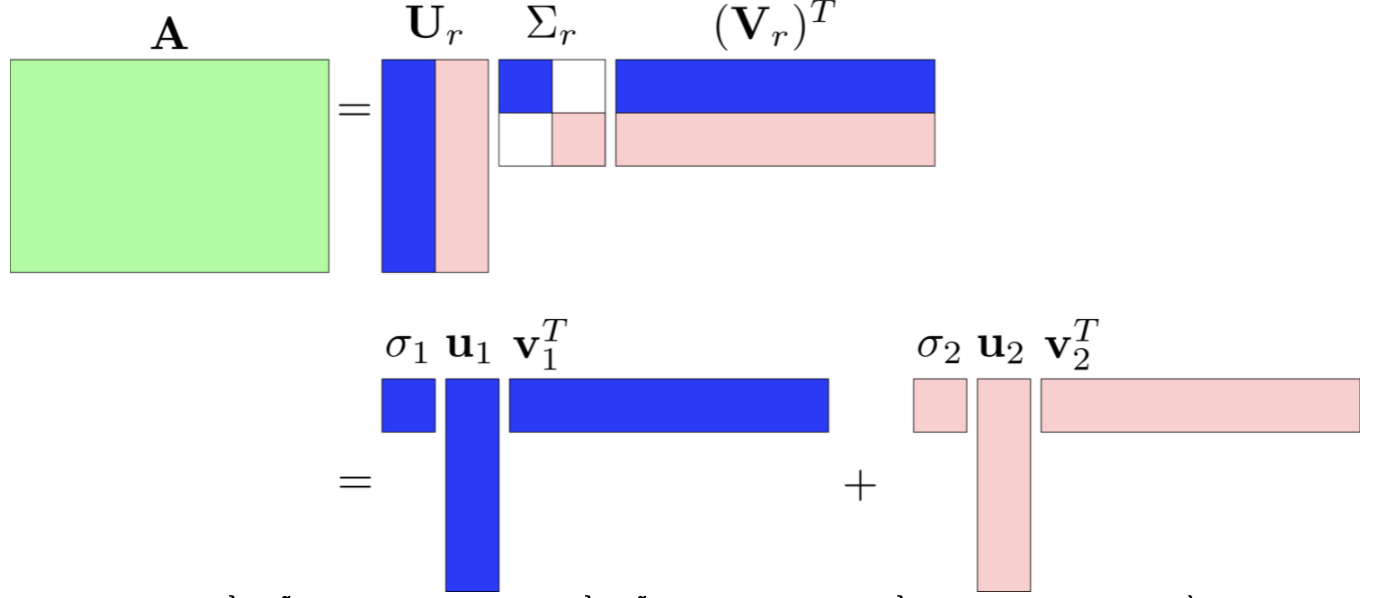 A U_r Σ_r (V_r)^T
=
σ_1 u_1 v_1^T σ_2 u_2 v_2^T
= +